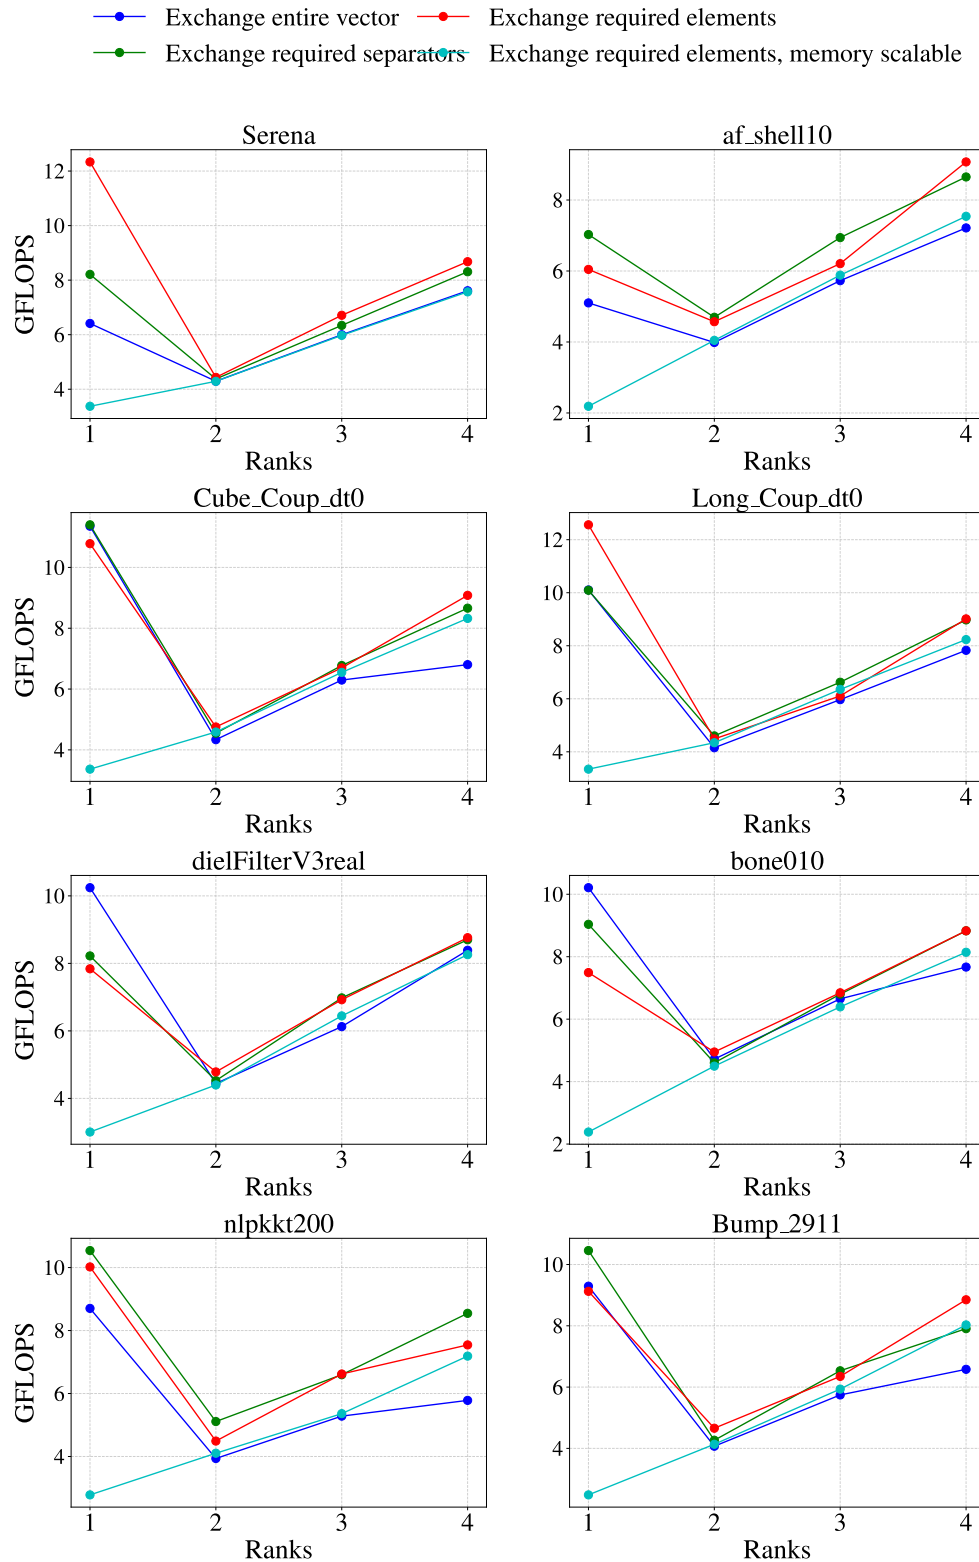 Exchange entire vector
Exchange required elements
Exchange required separators
Exchange required elements, memory scalable
Serena
af_shell10
GFLOPS
12
10
8
6
4
8
6
4
2
1 2 3 4
1 2 3 4
Ranks
Ranks
Cube_Coup_dt0
Long_Coup_dt0
GFLOPS
10
8
6
4
12
10
8
6
4
1 2 3 4
1 2 3 4
Ranks
Ranks
dielFilterV3real
bone010
GFLOPS
10
8
6
4
10
8
6
4
2
1 2 3 4
1 2 3 4
Ranks
Ranks
nlpkkt200
Bump_2911
GFLOPS
10
8
6
4
10
8
6
4
1 2 3 4
1 2 3 4
Ranks
Ranks